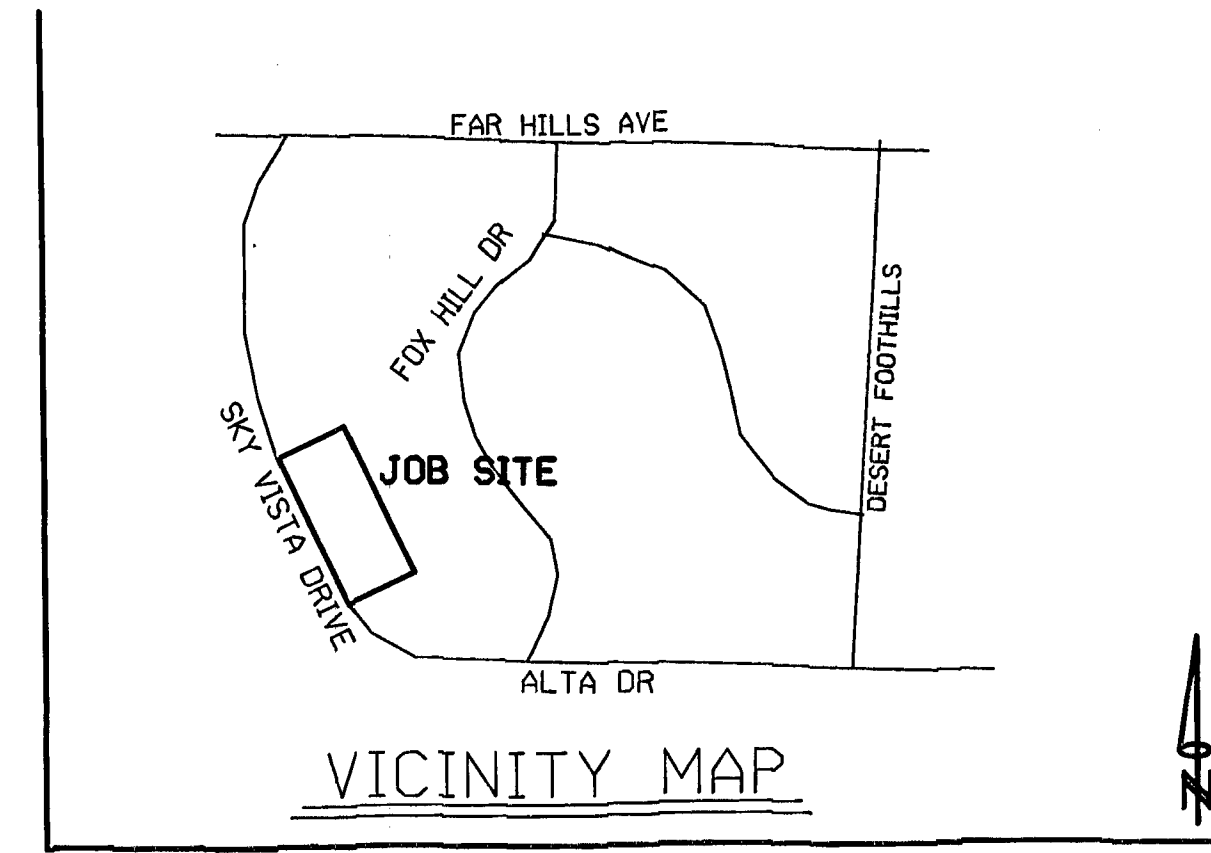 FAR HILLS AVE
FOX HILL DR
DESERT FOOTHILLS
SKY VISTA DRIVE
JOB SITE
ALTA DR
VICINITY MAP
N